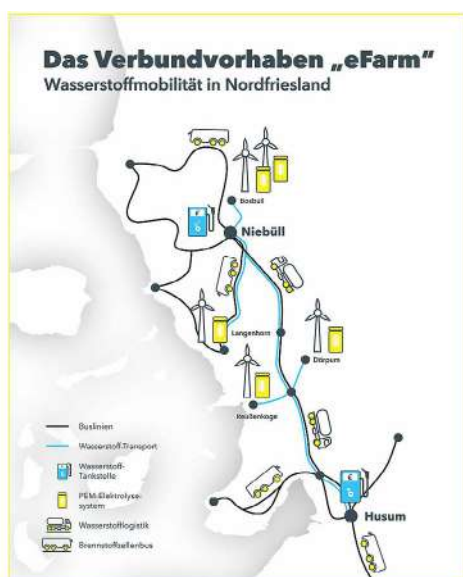 Das Verbundvorhaben „eFarm“
Wasserstoffmobilität in Nordfriesland
Bosbüll
Niebüll
Langenhorn
Dörpum
Reußenköge
Husum
Buslinien
Wasserstoff-Transport
Wasserstoff-
Tankstelle
PEM-Elektrolyse-
system
Wasserstofflogistik
Brennstoffzellenbus